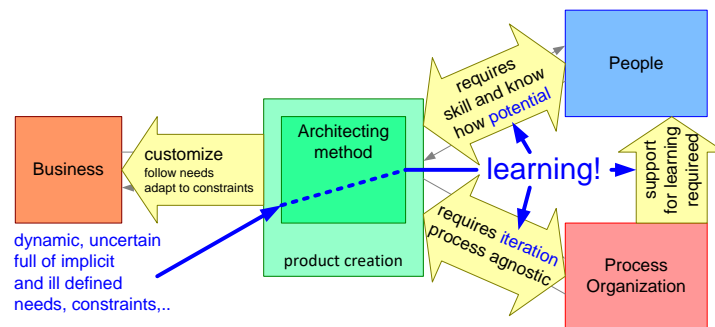 Business
dynamic, uncertain
full of implicit
and ill defined
needs, constraints,..
customize
follow needs
adapt to constraints
Architecting
method
product creation
requires
skill and know
how potential
learning!
requires iteration
process agnostic
People
support
for learning
requireed
Process
Organization